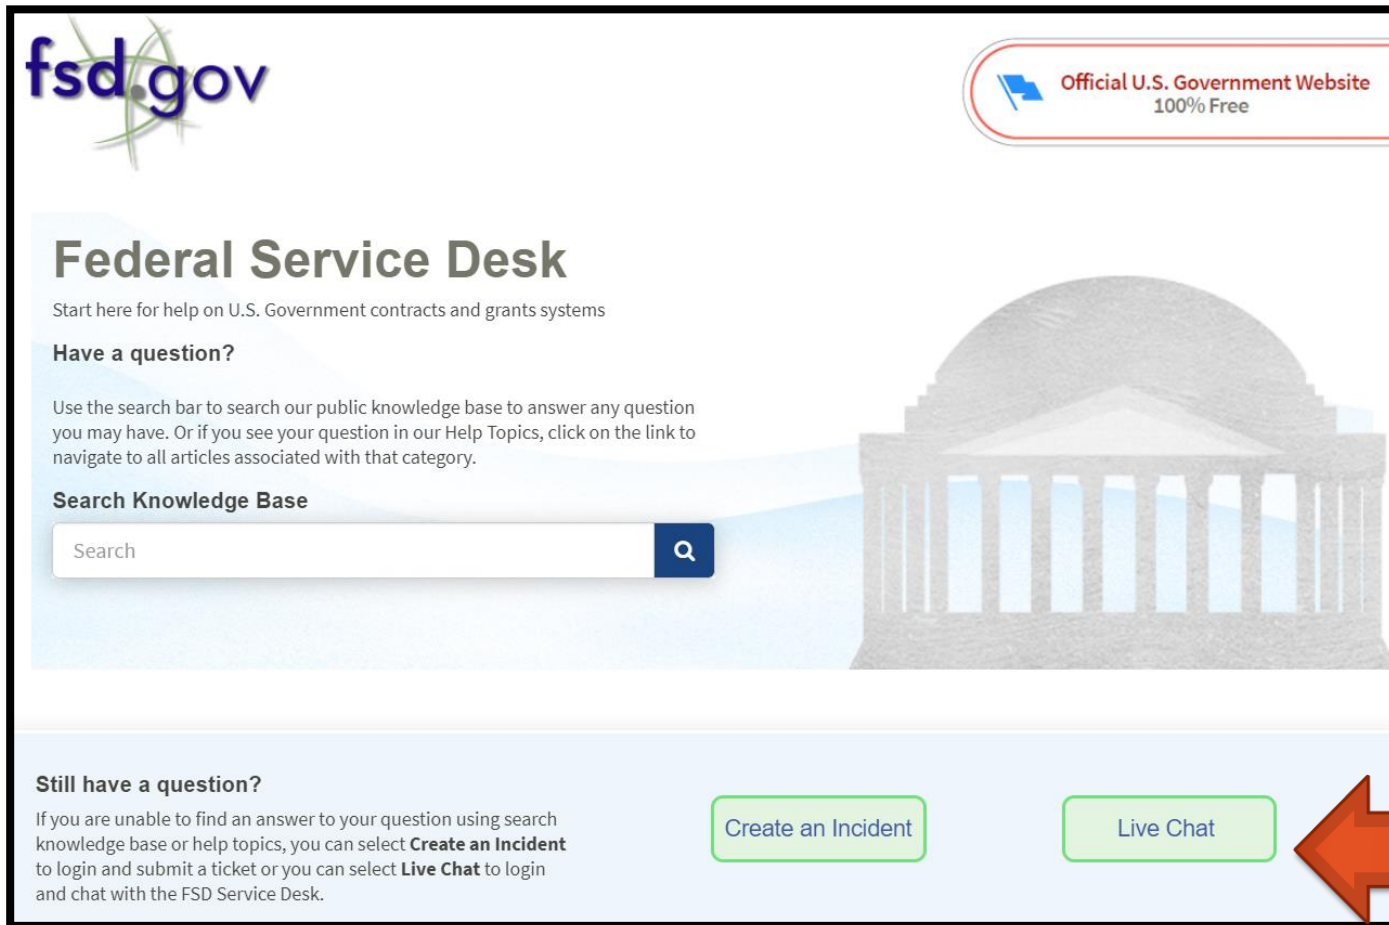 fsd.gov
Official U.S. Government Website
100% Free
Federal Service Desk
Start here for help on U.S. Government contracts and grants systems
Have a question?
Use the search bar to search our public knowledge base to answer any question
you may have. Or if you see your question in our Help Topics, click on the link to
navigate to all articles associated with that category.
Search Knowledge Base
Search
Still have a question?
If you are unable to find an answer to your question using search
knowledge base or help topics, you can select Create an Incident
to login and submit a ticket or you can select Live Chat to login
and chat with the FSD Service Desk.
Create an Incident
Live Chat